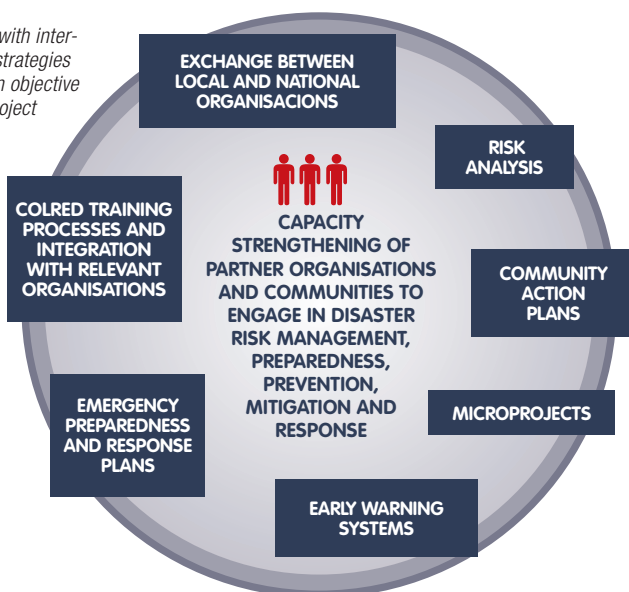 with inter-
strategies
n objective
oject
EXCHANGE BETWEEN
LOCAL AND NATIONAL
ORGANISACIONS
RISK
ANALYSIS
COLRED TRAINING
PROCESSES AND
INTEGRATION
WITH RELEVANT
ORGANISATIONS
CAPACITY
STRENGTHENING OF
PARTNER ORGANISATIONS
AND COMMUNITIES TO
ENGAGE IN DISASTER
RISK MANAGEMENT,
PREPAREDNESS,
PREVENTION,
MITIGATION AND
RESPONSE
COMMUNITY
ACTION
PLANS
EMERGENCY
PREPAREDNESS
AND RESPONSE
PLANS
MICROPROJECTS
EARLY WARNING
SYSTEMS